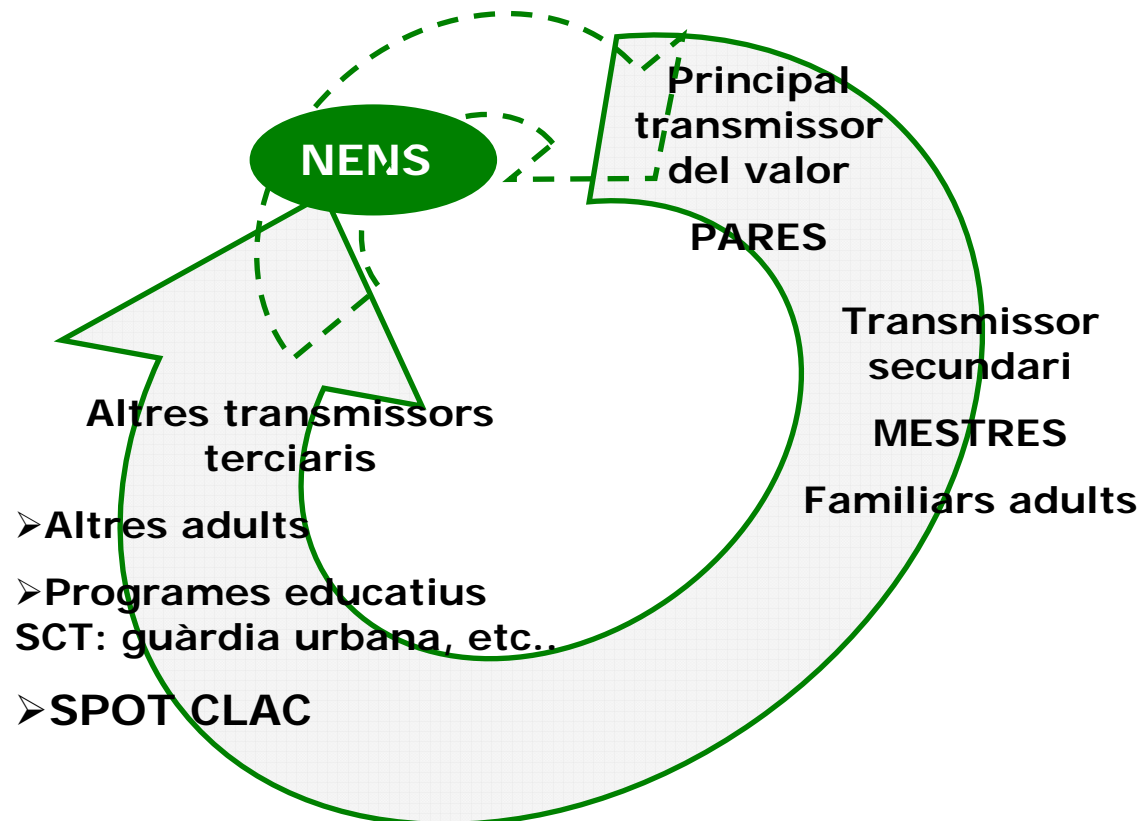 NENS
Principal
transmissor
del valor
PARES
Transmissor
secundari
MESTRES
Familiars adults
Altres transmissors
terciaris
➢Altres adults
➢Programes educatius
SCT: guàrdia urbana, etc..
➢SPOT CLAC